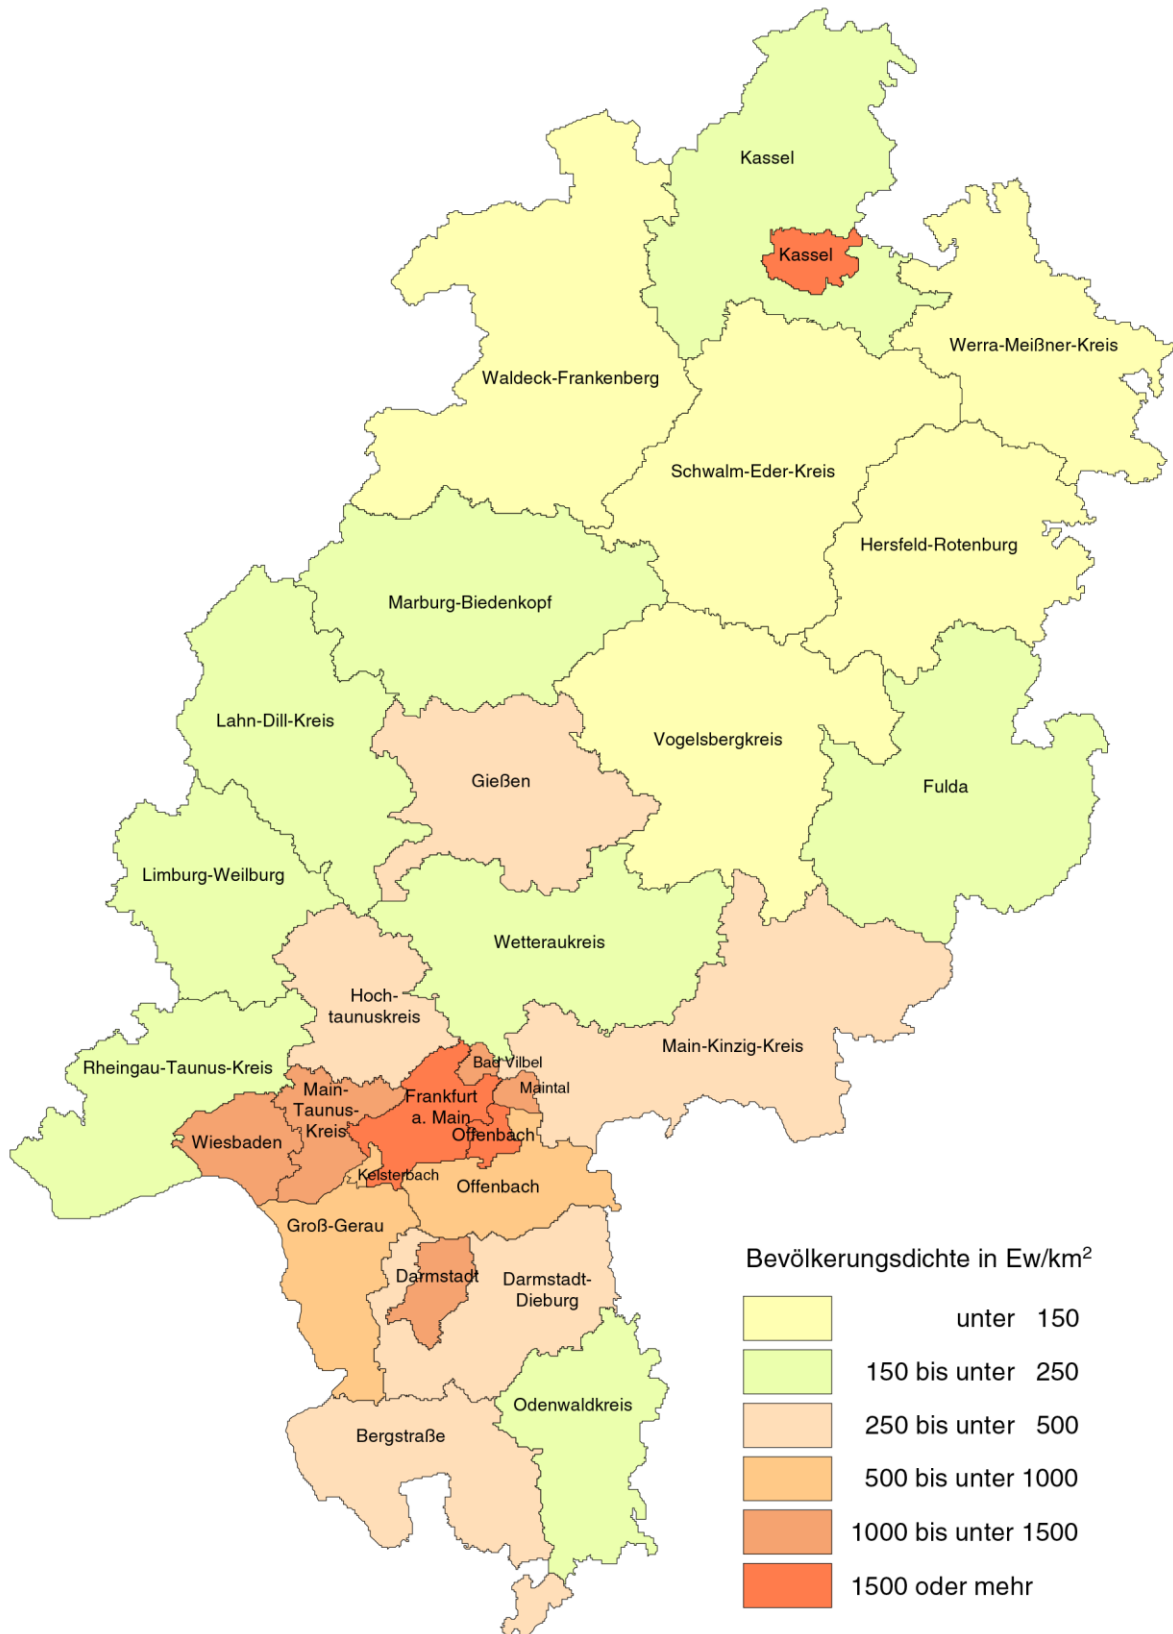 Kassel
Kassel
Werra-Meißner-Kreis
Waldeck-Frankenberg
Schwalm-Eder-Kreis
Hersfeld-Rotenburg
Marburg-Biedenkopf
Lahn-Dill-Kreis
Vogelsbergkreis
Gießen
Fulda
Limburg-Weilburg
Wetteraukreis
Hoch-
taunuskreis
Main-Kinzig-Kreis
Rheingau-Taunus-Kreis
Bad Vilbel
Maintal
Main-
Taunus-
Kreis
Frankfurt
a. Main
Offenbach
Wiesbaden
Kelsterbach
Offenbach
Groß-Gerau
Darmstadt
Darmstadt-
Dieburg
Odenwaldkreis
Bergstraße
Bevölkerungsdichte in Ew/km²
unter 150
150 bis unter 250
250 bis unter 500
500 bis unter 1000
1000 bis unter 1500
1500 oder mehr